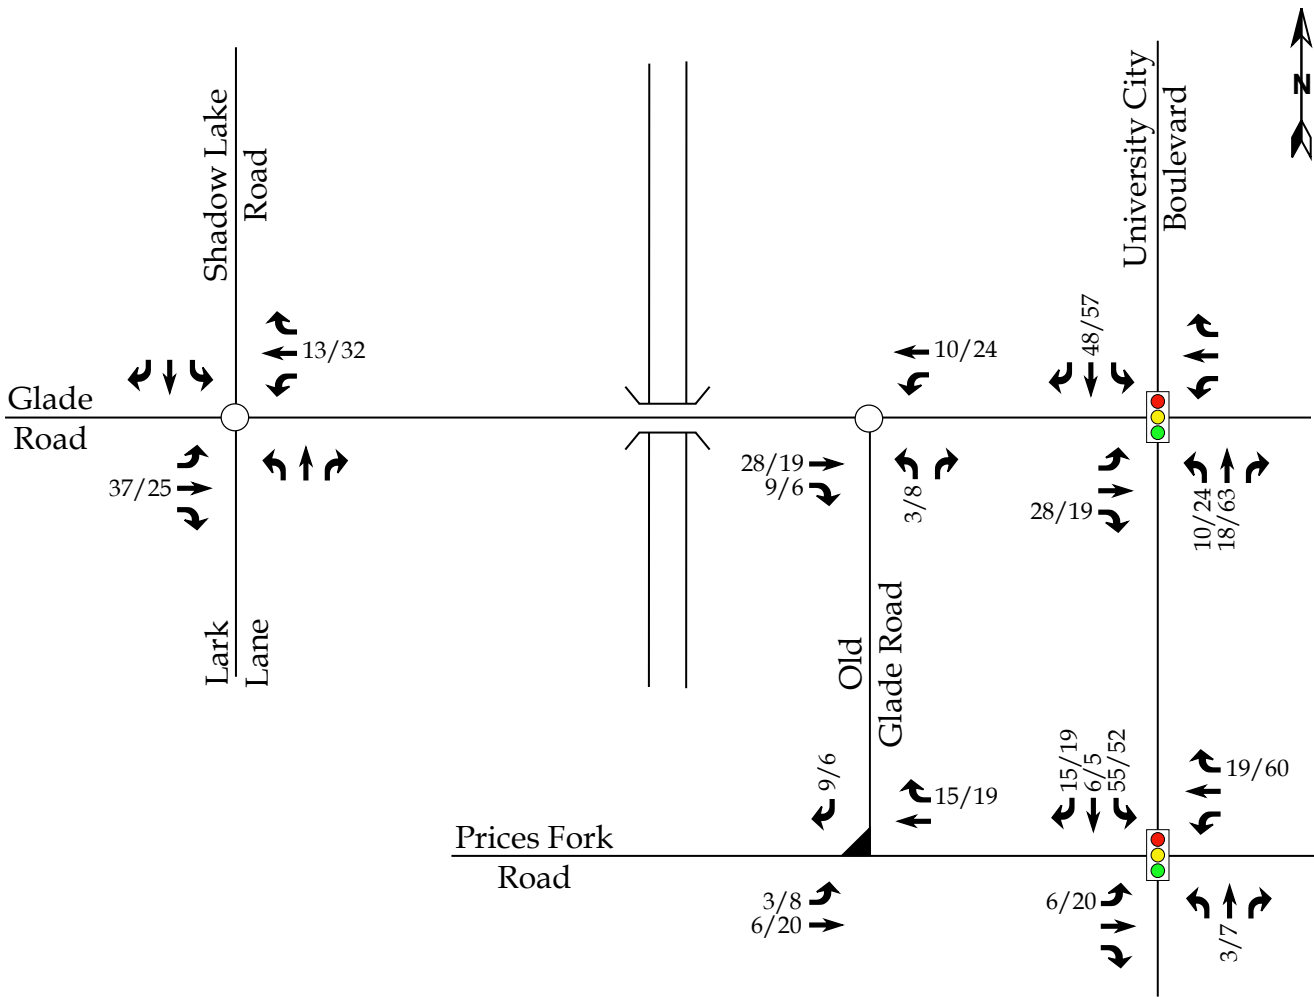 N
University City
Boulevard
Shadow Lake
Road
13/32
10/24
48/57
Glade
Road
37/25
28/19
9/6
3/8
28/19
10/24
18/63
Lark
Lane
Old
Glade Road
9/6
15/19
15/19
6/5
55/52
19/60
Prices Fork
Road
3/8
6/20
6/20
3/7